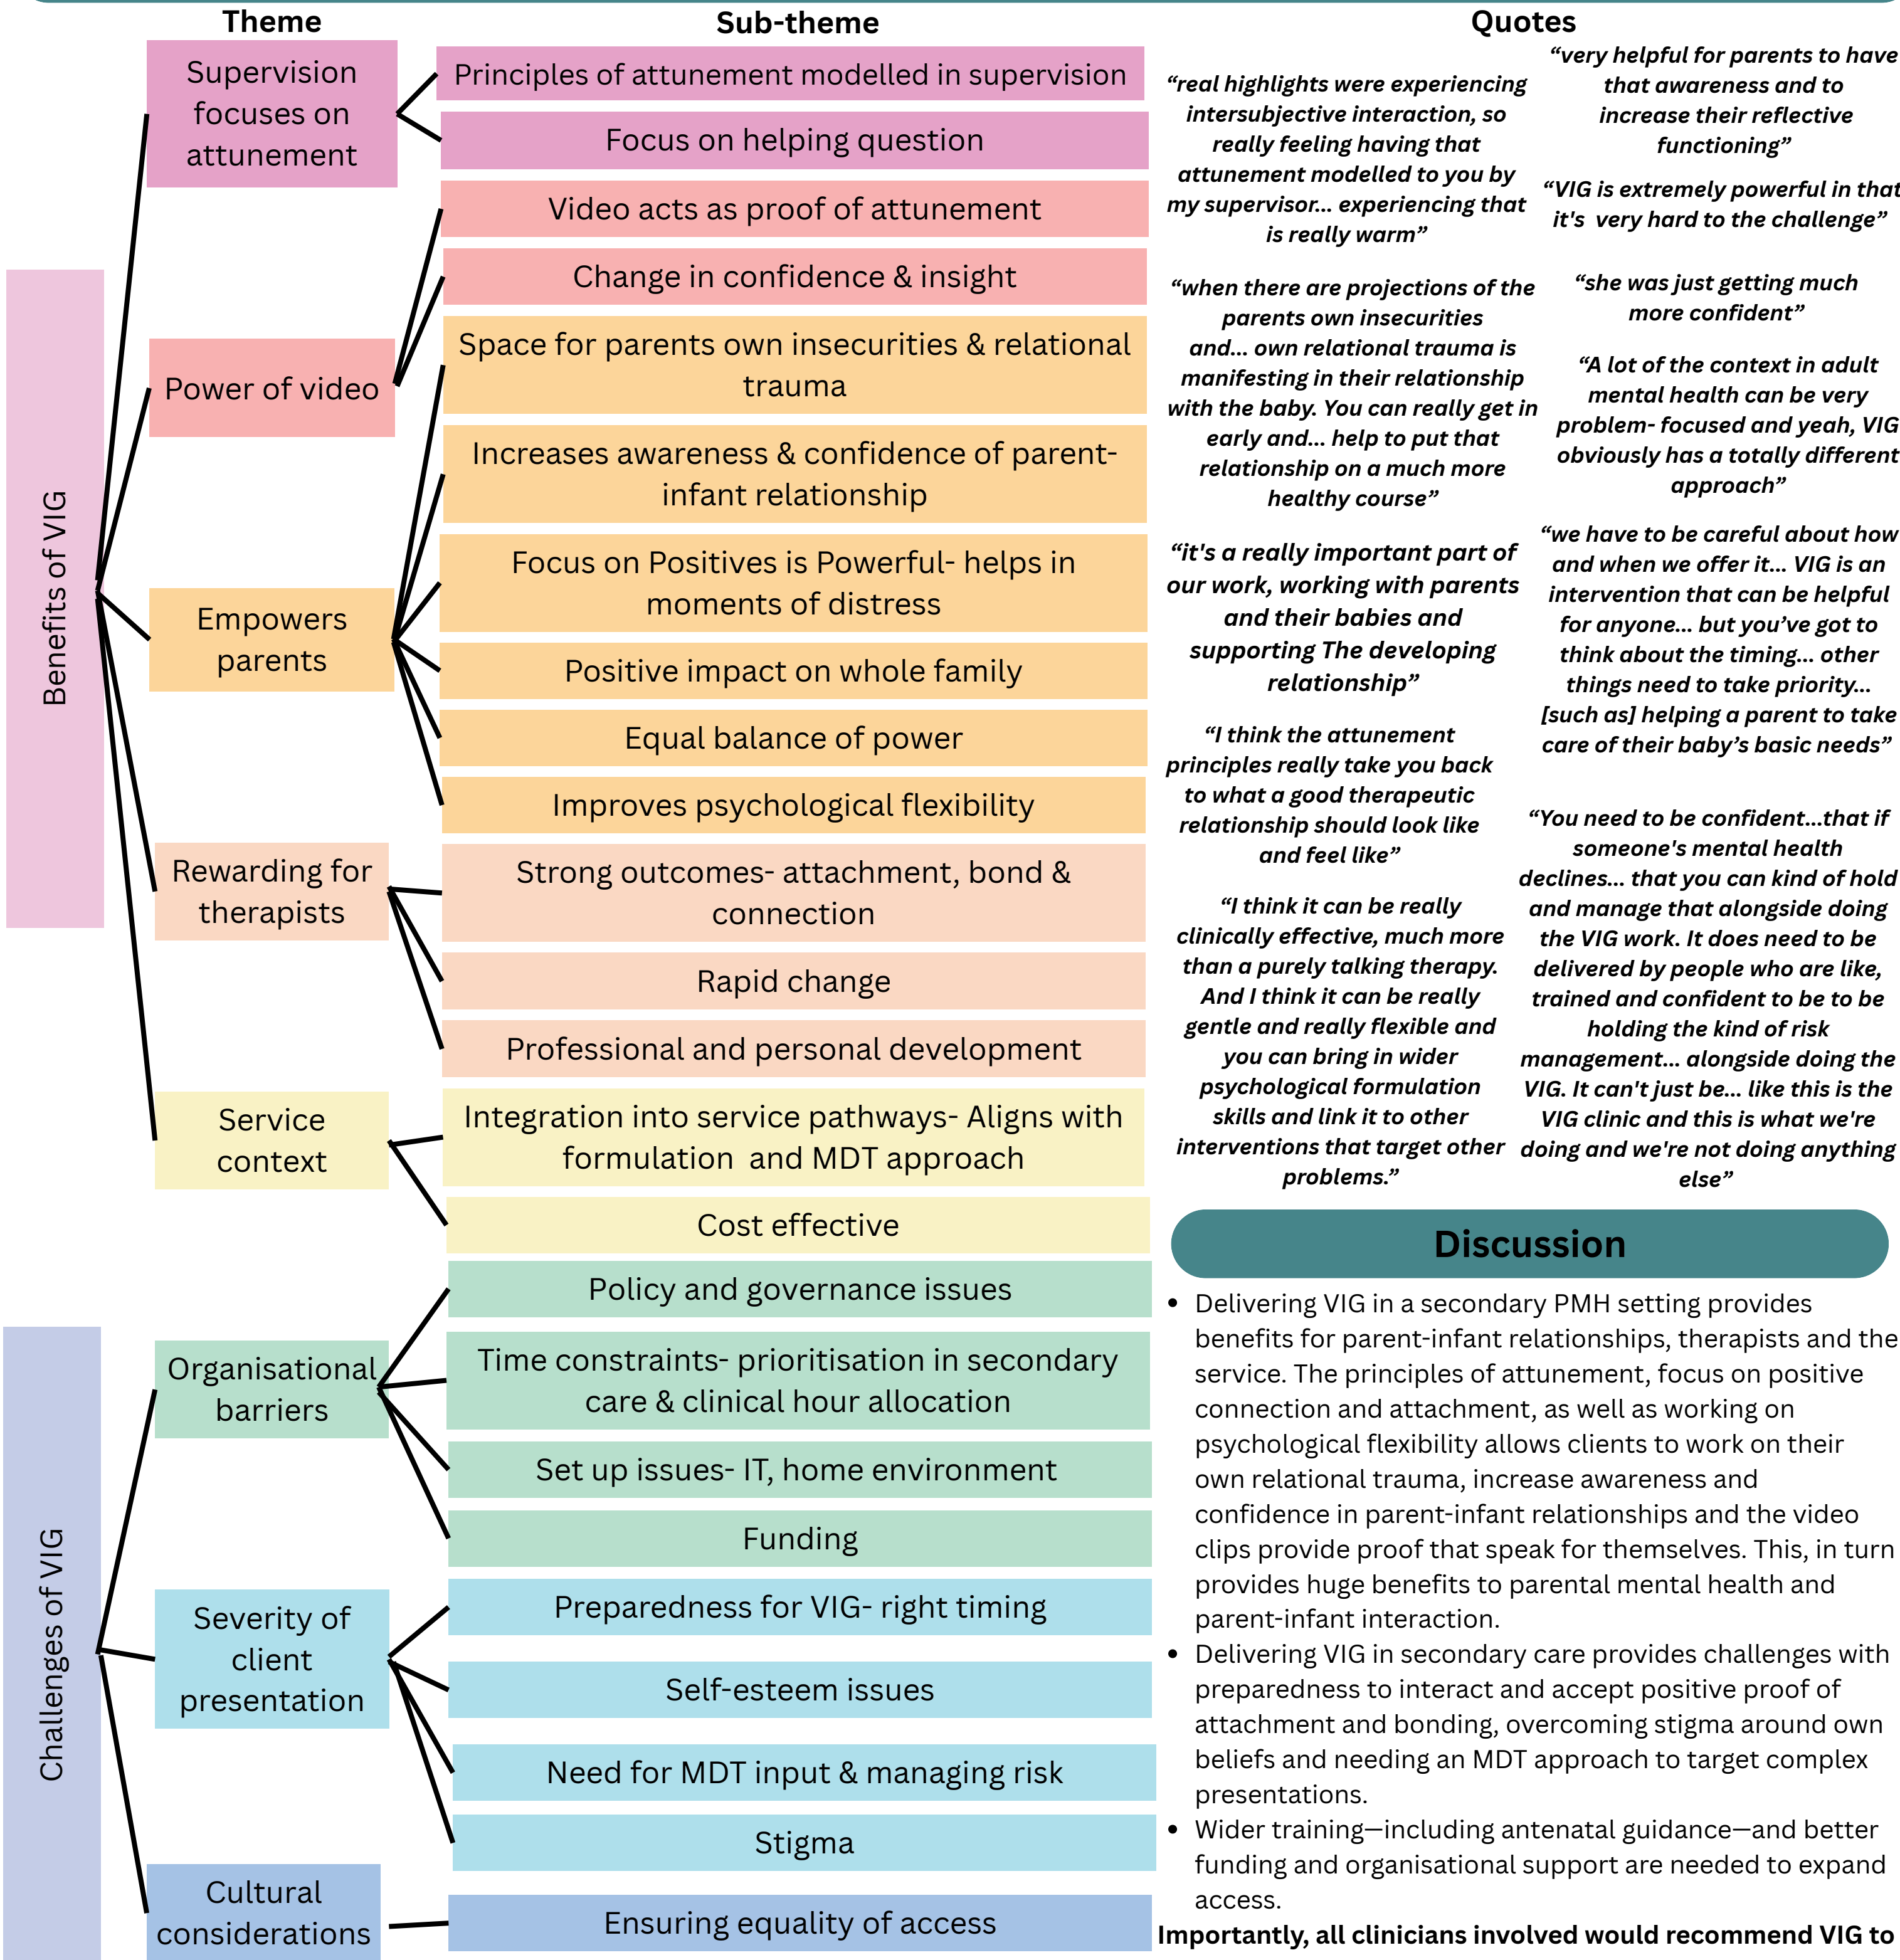 Theme
Sub-theme
Quotes
Benefits of VIG
Supervision
focuses on
attunement
Principles of attunement modelled in supervision
Focus on helping question
Power of video
Video acts as proof of attunement
Change in confidence & insight
Empowers
parents
Space for parents own insecurities & relational
trauma
Increases awareness & confidence of parent-
infant relationship
Focus on Positives is Powerful- helps in
moments of distress
Positive impact on whole family
Equal balance of power
Improves psychological flexibility
Rewarding for
therapists
Strong outcomes- attachment, bond &
connection
Rapid change
Professional and personal development
Service
context
Integration into service pathways- Aligns with
formulation  and MDT approach
Cost effective
Challenges of VIG
Organisational
barriers
Policy and governance issues
Time constraints- prioritisation in secondary
care & clinical hour allocation
Set up issues- IT, home environment
Funding
Severity of
client
presentation
Preparedness for VIG- right timing
Self-esteem issues
Need for MDT input & managing risk
Stigma
Cultural
considerations
Ensuring equality of access
“real highlights were experiencing
intersubjective interaction, so
really feeling having that
attunement modelled to you by
my supervisor... experiencing that
is really warm”
“when there are projections of the
parents own insecurities
and... own relational trauma is
manifesting in their relationship
with the baby. You can really get in
early and... help to put that
relationship on a much more
healthy course”
“it's a really important part of
our work, working with parents
and their babies and
supporting The developing
relationship”
“I think the attunement
principles really take you back
to what a good therapeutic
relationship should look like
and feel like”
“I think it can be really
clinically effective, much more
than a purely talking therapy.
And I think it can be really
gentle and really flexible and
you can bring in wider
psychological formulation
skills and link it to other
interventions that target other
problems.”
“very helpful for parents to have
that awareness and to
increase their reflective
functioning”
“VIG is extremely powerful in that
it's  very hard to the challenge”
“she was just getting much
more confident”
“A lot of the context in adult
mental health can be very
problem- focused and yeah, VIG
obviously has a totally different
approach”
“we have to be careful about how
and when we offer it... VIG is an
intervention that can be helpful
for anyone... but you’ve got to
think about the timing... other
things need to take priority...
[such as] helping a parent to take
care of their baby’s basic needs”
“You need to be confident...that if
someone's mental health
declines... that you can kind of hold
and manage that alongside doing
the VIG work. It does need to be
delivered by people who are like,
trained and confident to be to be
holding the kind of risk
management... alongside doing the
VIG. It can't just be... like this is the
VIG clinic and this is what we're
doing and we're not doing anything
else”
Discussion
• Delivering VIG in a secondary PMH setting provides
benefits for parent-infant relationships, therapists and the
service. The principles of attunement, focus on positive
connection and attachment, as well as working on
psychological flexibility allows clients to work on their
own relational trauma, increase awareness and
confidence in parent-infant relationships and the video
clips provide proof that speak for themselves. This, in turn
provides huge benefits to parental mental health and
parent-infant interaction.
• Delivering VIG in secondary care provides challenges with
preparedness to interact and accept positive proof of
attachment and bonding, overcoming stigma around own
beliefs and needing an MDT approach to target complex
presentations.
• Wider training—including antenatal guidance—and better
funding and organisational support are needed to expand
access.
Importantly, all clinicians involved would recommend VIG to